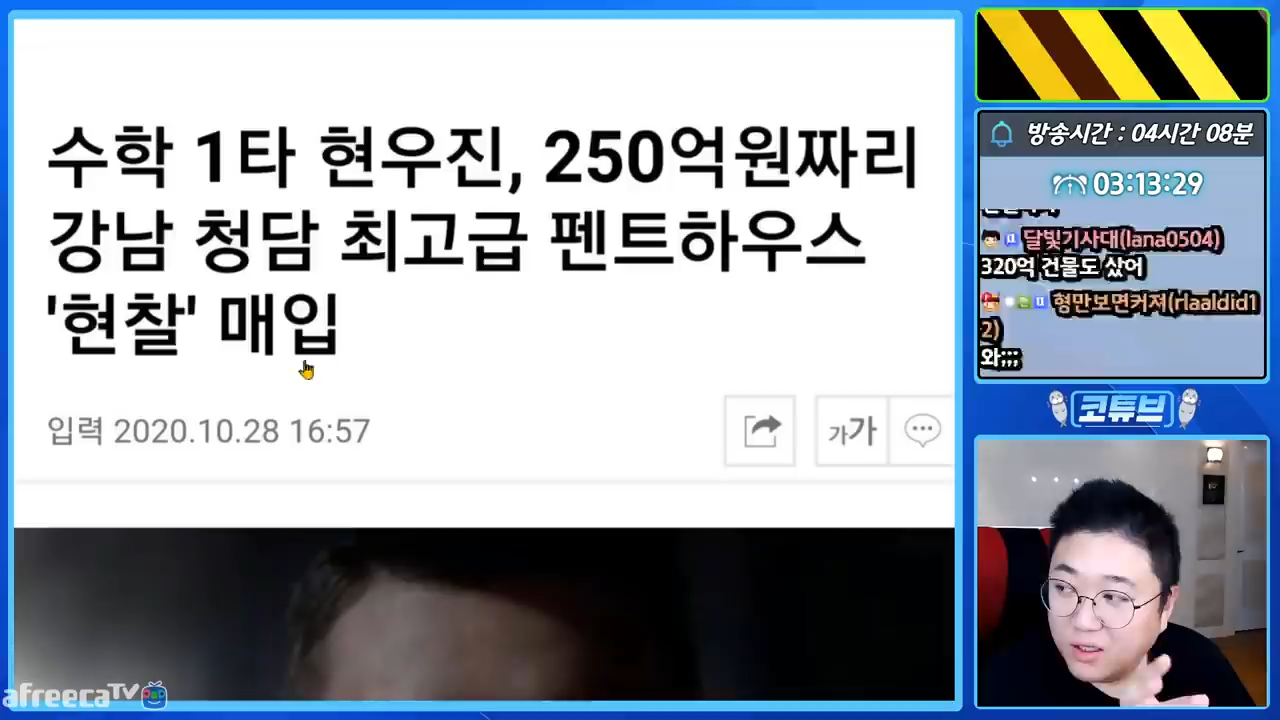 수학 1타 현우진, 250억원짜리
강남 청담 최고급 펜트하우스
'현찰' 매입
입력 2020.10.28 16:57
가가
방송시간 : 04시간 08분
03:13:29
달빛기사대(lana0504)
320억 건물도 샀어
형만보면커져(rlaaldid1
2)
와;;;
코튜브
afreecaTV